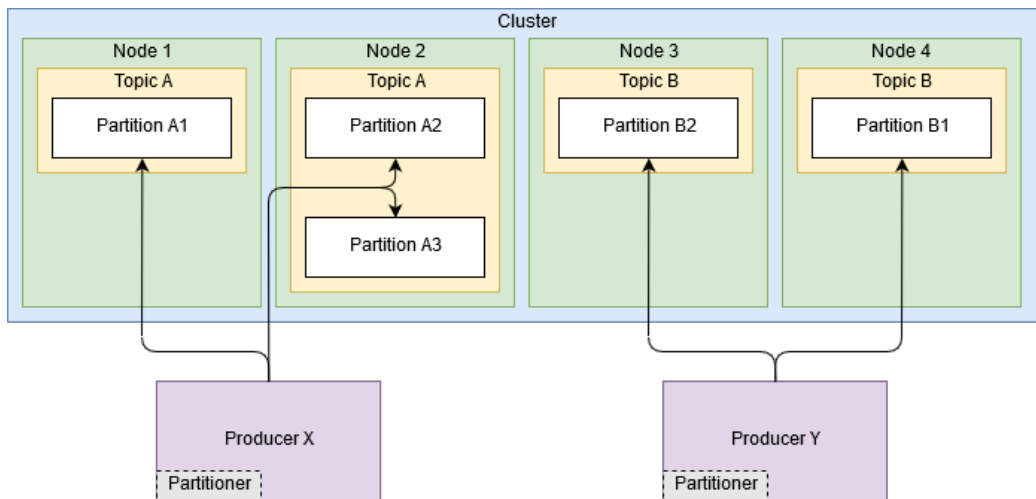 Cluster
Node 1
Node 2
Node 3
Node 4
Topic A
Topic A
Topic B
Topic B
Partition A1
Partition A2
Partition B2
Partition B1
Partition A3
Producer X
Producer Y
Partitioner
Partitioner